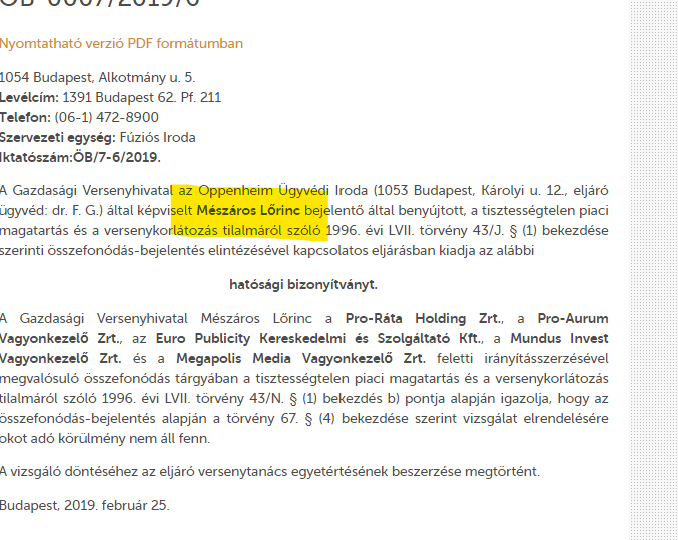 ÖB-0007/2019/6
Nyomtatható verzió PDF formátumban
1054 Budapest, Alkotmány u. 5.
Levélcím: 1391 Budapest 62. Pf. 211
Telefon: (06-1) 472-8900
Szervezeti egység: Fúziós Iroda
Iktatószám:ÖB/7-6/2019.
A Gazdasági Versenyhivatal az Oppenheim Ügyvédi Iroda (1053 Budapest, Károlyi u. 12., eljáró
ügyvéd: dr. F. G.) által képviselt Mészáros Lőrinc bejelentő által benyújtott, a tisztességtelen piaci
magatartás és a versenykorlátozás tilalmáról szóló 1996. évi LVII. törvény 43/J. § (1) bekezdése
szerinti összefonódás-bejelentés elintézésével kapcsolatos eljárásban kiadja az alábbi
hatósági bizonyítványt.
A Gazdasági Versenyhivatal Mészáros Lőrinc a Pro-Ráta Holding Zrt., a Pro-Aurum
Vagyonkezelő Zrt., az Euro Publicity Kereskedelmi és Szolgáltató Kft., a Mundus Invest
Vagyonkezelő Zrt. és a Megapolis Media Vagyonkezelő Zrt. feletti irányításszerzésével
megvalósuló összefonódás tárgyában a tisztességtelen piaci magatartás és a versenykorlátozás
tilalmáról szóló 1996. évi LVII. törvény 43/N. § (1) bekezdés b) pontja alapján igazolja, hogy az
összefonódás-bejelentés alapján a törvény 67. § (4) bekezdése szerint vizsgálat elrendelésére
okot adó körülmény nem áll fenn.
A vizsgáló döntéséhez az eljáró versenytanács egyetértésének beszerzése megtörtént.
Budapest, 2019. február 25.